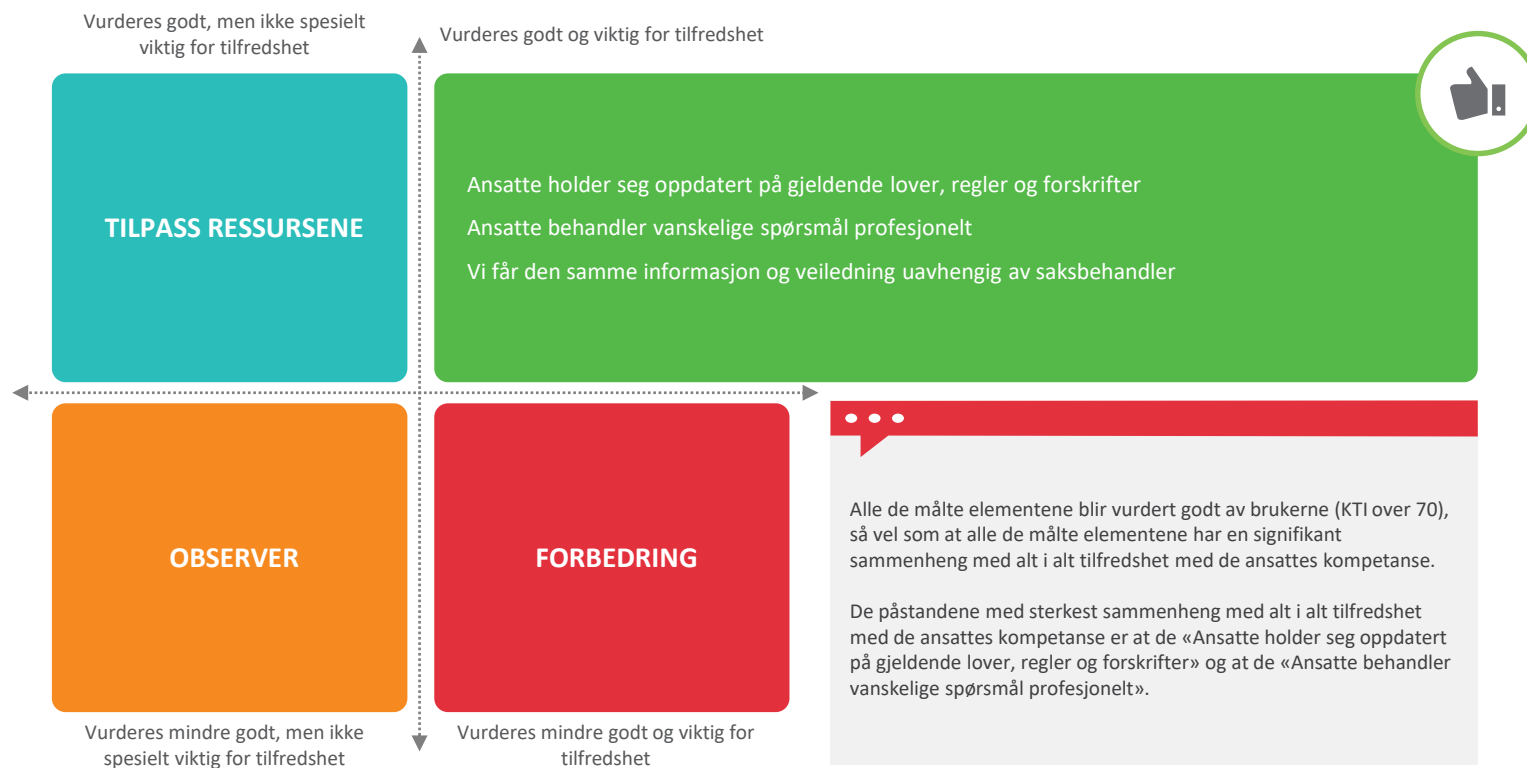 Vurderes godt, men ikke spesielt
viktig for tilfredshet
Vurderes godt og viktig for tilfredshet
TILPASS RESSURSENE
Ansatte holder seg oppdatert på gjeldende lover, regler og forskrifter
Ansatte behandler vanskelige spørsmål profesjonelt
Vi får den samme informasjon og veiledning uavhengig av saksbehandler
OBSERVER
FORBEDRING
Alle de målte elementene blir vurdert godt av brukerne (KTI over 70),
så vel som at alle de målte elementene har en signifikant
sammenheng med alt i alt tilfredshet med de ansattes kompetanse.
De påstandene med sterkest sammenheng med alt i alt tilfredshet
med de ansattes kompetanse er at de «Ansatte holder seg oppdatert
på gjeldende lover, regler og forskrifter» og at de «Ansatte behandler
vanskelige spørsmål profesjonelt».
Vurderes mindre godt, men ikke
spesielt viktig for tilfredshet
Vurderes mindre godt og viktig for
tilfredshet